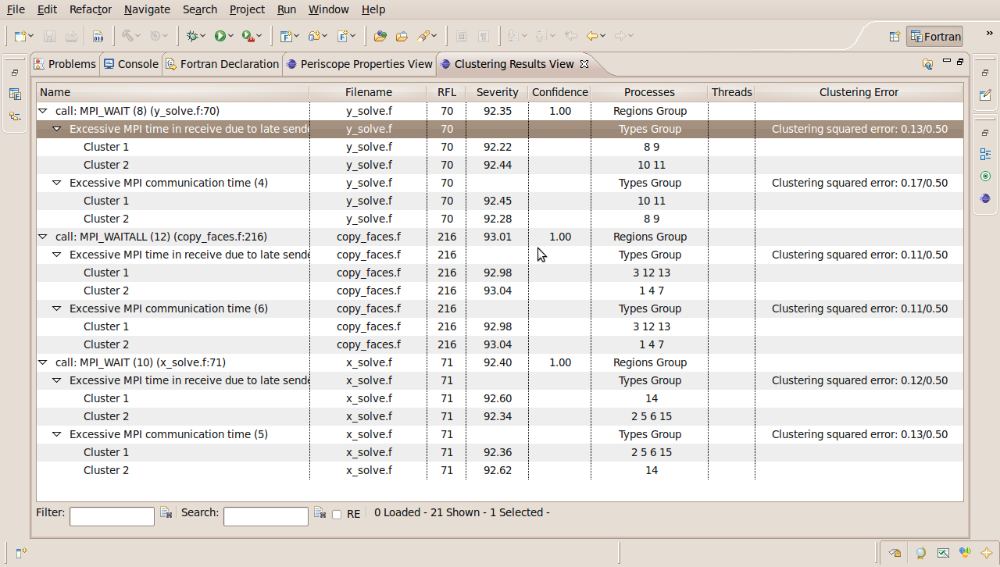 File Edit Refactor Navigate Search Project Run Window Help
Fortran »
Problems Console Fortran Declaration Periscope Properties View Clustering Results View
Name Filename RFL Severity Confidence Processes Threads Clustering Error
call: MPI_WAIT (8) (y_solve.f:70) y_solve.f 70 92.35 1.00 Regions Group
Excessive MPI time in receive due to late sende y_solve.f 70 Types Group Clustering squared error: 0.13/0.50
Cluster 1 y_solve.f 70 92.22 8 9
Cluster 2 y_solve.f 70 92.44 10 11
Excessive MPI communication time (4) y_solve.f 70 Types Group Clustering squared error: 0.17/0.50
Cluster 1 y_solve.f 70 92.45 10 11
Cluster 2 y_solve.f 70 92.28 8 9
call: MPI_WAITALL (12) (copy_faces.f:216) copy_faces.f 216 93.01 1.00 Regions Group
Excessive MPI time in receive due to late sende copy_faces.f 216 Types Group Clustering squared error: 0.11/0.50
Cluster 1 copy_faces.f 216 92.98 3 12 13
Cluster 2 copy_faces.f 216 93.04 1 4 7
Excessive MPI communication time (6) copy_faces.f 216 Types Group Clustering squared error: 0.11/0.50
Cluster 1 copy_faces.f 216 92.98 3 12 13
Cluster 2 copy_faces.f 216 93.04 1 4 7
call: MPI_WAIT (10) (x_solve.f:71) x_solve.f 71 92.40 1.00 Regions Group
Excessive MPI time in receive due to late sende x_solve.f 71 Types Group Clustering squared error: 0.12/0.50
Cluster 1 x_solve.f 71 92.60 14
Cluster 2 x_solve.f 71 92.34 2 5 6 15
Excessive MPI communication time (5) x_solve.f 71 Types Group Clustering squared error: 0.13/0.50
Cluster 1 x_solve.f 71 92.36 2 5 6 15
Cluster 2 x_solve.f 71 92.62 14
Filter: Search: RE 0 Loaded - 21 Shown - 1 Selected -